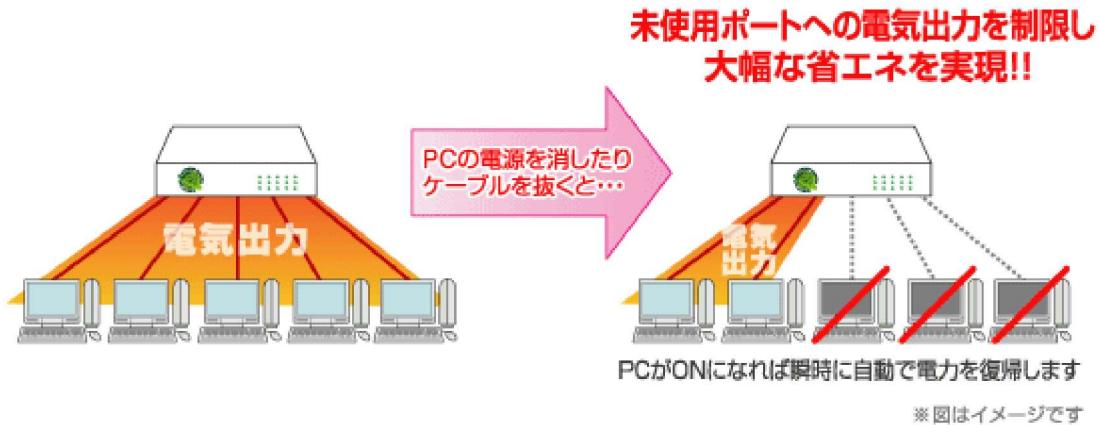 未使用ポートへの電気出力を制限し
大幅な省エネを実現!!
PCの電源を消したり
ケーブルを抜くと…
電気出力
電気
出力
PCがONになれば瞬時に自動で電力を復帰します
※図はイメージです